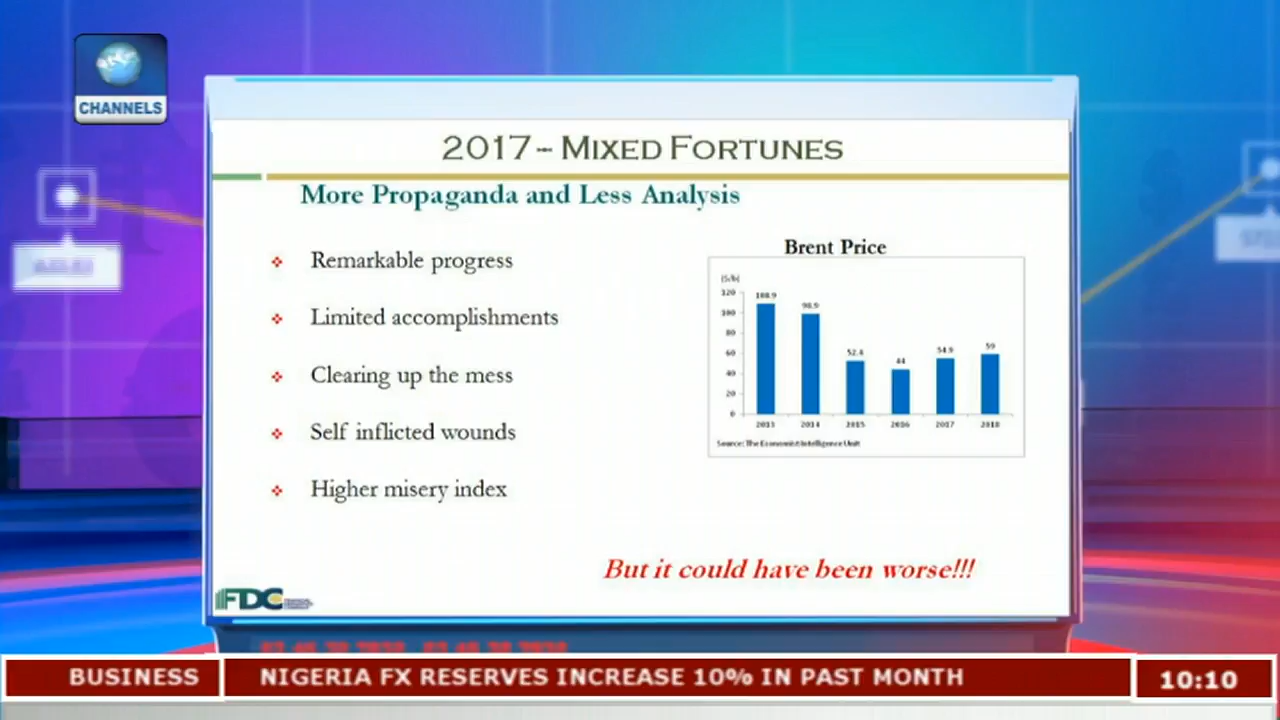 CHANNELS
2017 – MIXED FORTUNES
More Propaganda and Less Analysis
Remarkable progress
Limited accomplishments
Clearing up the mess
Self inflicted wounds
Higher misery index
Brent Price
($/b)
120
100
80
60
40
20
0
108.9
98.9
52.4
44
54.9
59
2013
2014
2015
2016
2017
2018
Source: The Economist Intelligence Unit
But it could have been worse!!!
FDC
BUSINESS
NIGERIA FX RESERVES INCREASE 10% IN PAST MONTH
10:10